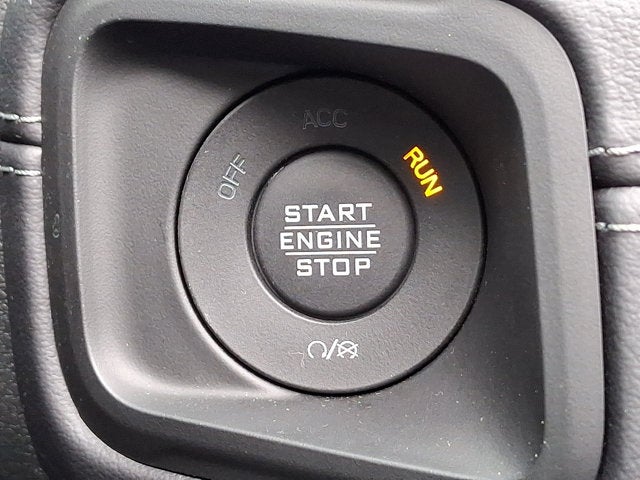 ACC
OFF
RUN
START
ENGINE
STOP